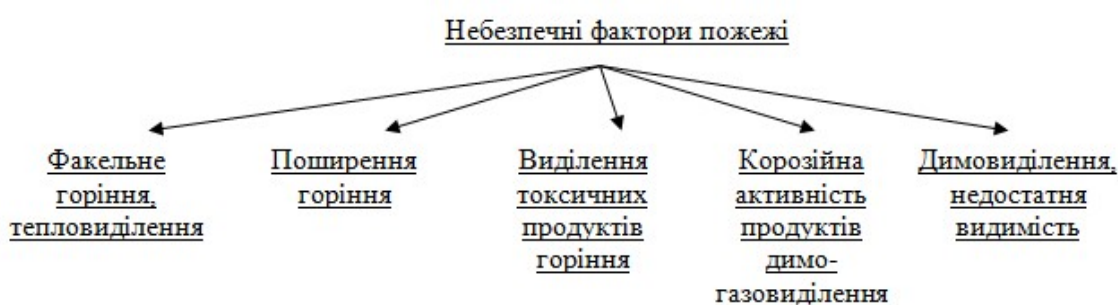 Небезпечні фактори пожежі
Факельне
горіння,
тепловиділення
Поширення
горіння
Виділення
токсичних
продуктів
горіння
Корозійна
активність
продуктів
димо-
газовиділення
Димовиділення,
недостатня
видимість